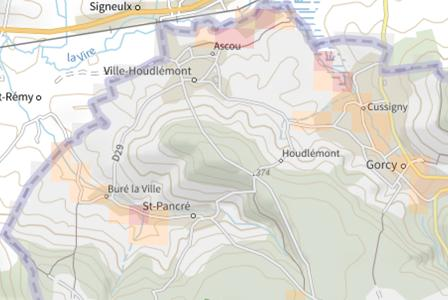 Signeulx
la Vire
Ascou
Ville-Houdlémont
t-Rémy
Cussigny
D29
Houdlémont
Gorcy
274
Buré la Ville
St-Pancré